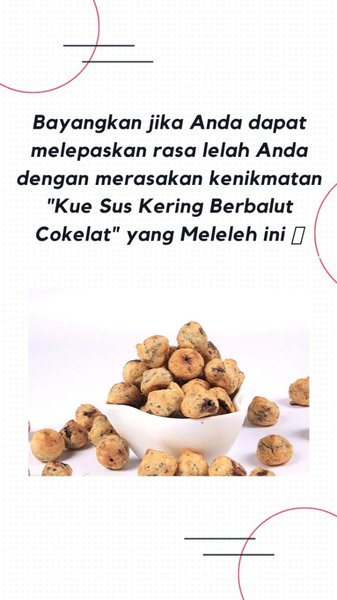 Bayangkan jika Anda dapat
melepaskan rasa lelah Anda
dengan merasakan kenikmatan
"Kue Sus Kering Berbalut
Cokelat" yang Meleleh ini